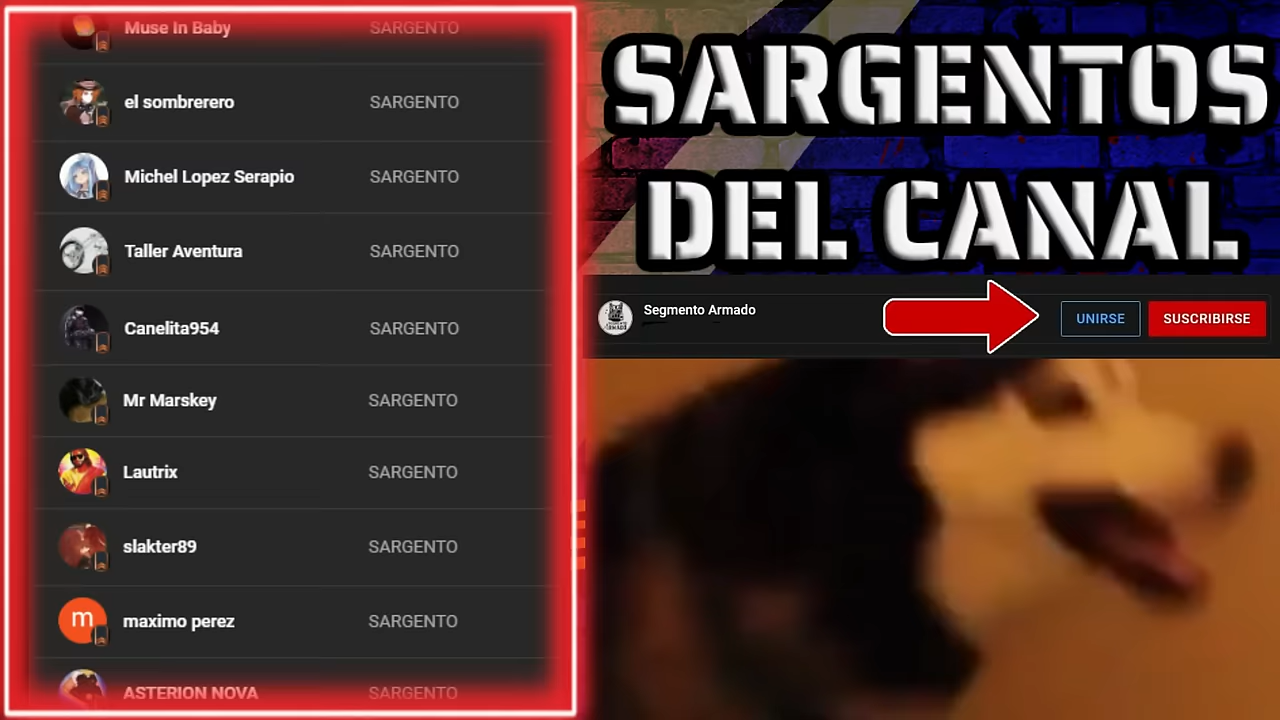 Muse In Baby SARGENTO
el sombrerero SARGENTO
Michel Lopez Serapio SARGENTO
Taller Aventura SARGENTO
Canelita954 SARGENTO
Mr Marskey SARGENTO
Lautrix SARGENTO
slakter89 SARGENTO
m maximo perez SARGENTO
ASTERION NOVA SARGENTO
SARGENTOS
DEL CANAL
Segmento Armado
UNIRSE SUSCRIBIRSE